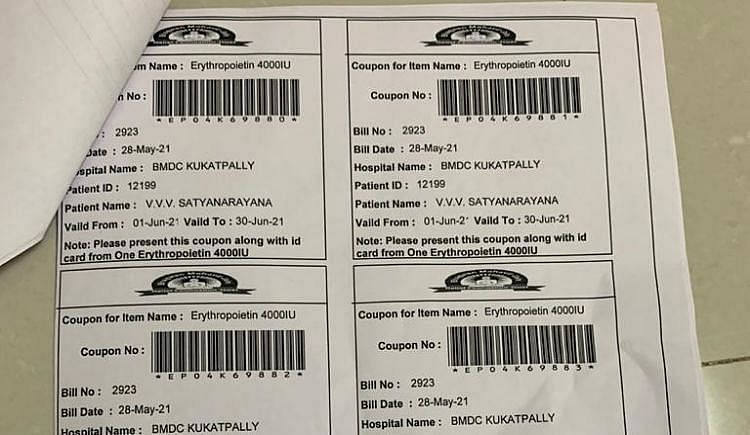 m Name : Erythropoietin 4000IU
n No :
*EP04K69880*
: 2923
Date : 28-May-21
Hospital Name : BMDC KUKATPALLY
Patient ID : 12199
Patient Name : V.V.V. SATYANARAYANA
Vaild From : 01-Jun-21 Vaild To : 30-Jun-21
Note: Please present this coupon along with id
card from One Erythropoietin 4000IU
Coupon for Item Name : Erythropoietin 4000IU
Coupon No :
*EP04K69881*
Bill No : 2923
Bill Date : 28-May-21
Hospital Name : BMDC KUKATPALLY
Patient ID : 12199
Patient Name : V.V.V. SATYANARAYANA
Vaild From : 01-Jun-2 Vaild To : 30-Jun-21
Note: Please present this coupon along with id
card from One Erythropoietin 4000IU
Coupon for Item Name : Erythropoietin 4000IU
Coupon No :
*EP04K69882*
Bill No : 2923
Bill Date : 28-May-21
Hospital Name : BMDC KUKATPALLY
Coupon for Item Name : Erythropoietin 4000IU
Coupon No :
*EP04K69883*
Bill No : 2923
Bill Date : 28-May-21
Hospital Name : BMDC KUKATPALLY